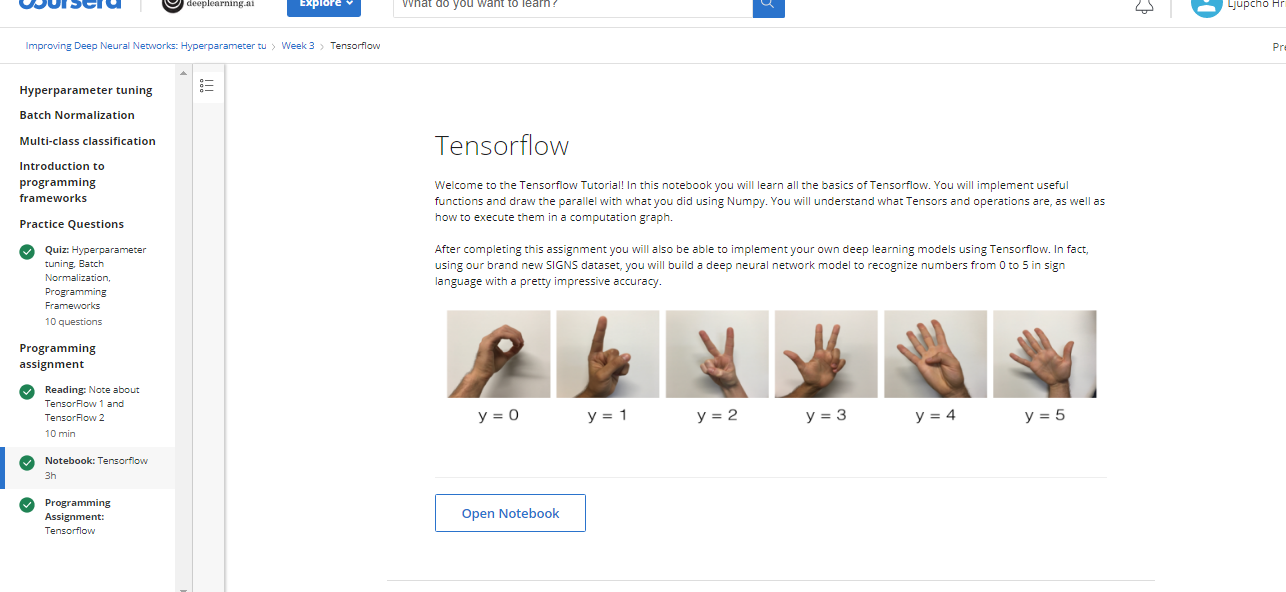 coursera
deeplearning.ai
Explore
What do you want to learn?
Ljupcho
Improving Deep Neural Networks: Hyperparameter tu > Week 3 > Tensorflow
Hyperparameter tuning
Batch Normalization
Multi-class classification
Introduction to
programming
frameworks
Practice Questions
Quiz: Hyperparameter
tuning, Batch
Normalization,
Programming
Frameworks
10 questions
Programming
assignment
Reading: Note about
TensorFlow 1 and
TensorFlow 2
10 min
Notebook: Tensorflow
3h
Programming
Assignment:
Tensorflow
Tensorflow
Welcome to the Tensorflow Tutorial! In this notebook you will learn all the basics of Tensorflow. You will implement useful
functions and draw the parallel with what you did using Numpy. You will understand what Tensors and operations are, as well as
how to execute them in a computation graph.
After completing this assignment you will also be able to implement your own deep learning models using Tensorflow. In fact,
using our brand new SIGNS dataset, you will build a deep neural network model to recognize numbers from 0 to 5 in sign
language with a pretty impressive accuracy.
y = 0 y = 1 y = 2 y = 3 y = 4 y = 5
Open Notebook